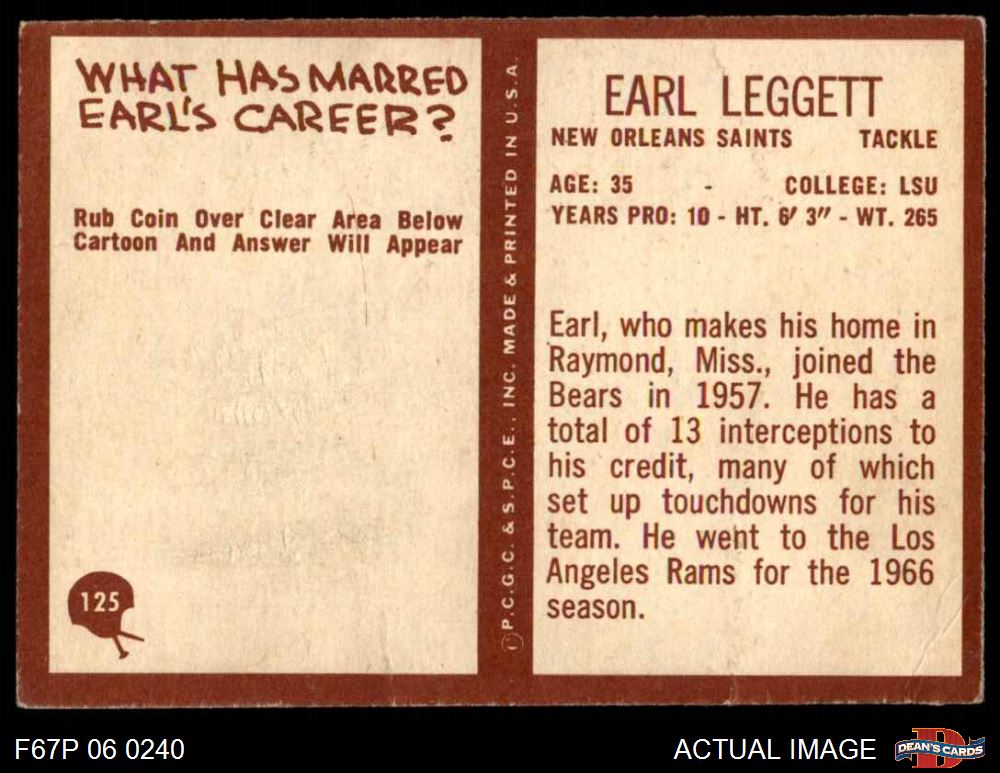 WHAT HAS MARRED
EARL'S CAREER?
Rub Coin Over Clear Area Below
Cartoon And Answer Will Appear
125
P.C.G.C. & S.P.C.E., INC. MADE & PRINTED IN U.S.A.
EARL LEGGETT
NEW ORLEANS SAINTS TACKLE
AGE: 35 - COLLEGE: LSU
YEARS PRO: 10 - HT. 6' 3" - WT. 265
Earl, who makes his home in
Raymond, Miss., joined the
Bears in 1957. He has a
total of 13 interceptions to
his credit, many of which
set up touchdowns for his
team. He went to the Los
Angeles Rams for the 1966
season.
F67P 06 0240
ACTUAL IMAGE
D
DEAN'S CARDS